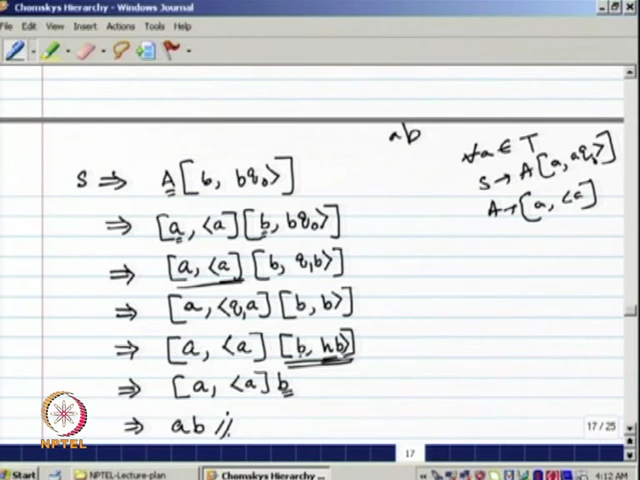 Chomskys Hierarchy - Windows Journal
File Edit View Insert Actions Tools Help
ab
∀a ∈ T
S → A[a, aq₀>]
A → [a, <a]
S ⇒ A[b, bq₀>]
⇒ [a, <a][b, bq₀>]
⇒ [a, <a][b, q₁b>]
⇒ [a, <q₁a][b, b>]
⇒ [a, <a][b, hb>]
⇒ [a, <a]b
⇒ ab //.
NPTEL
17 / 25
17
Start NPTEL-Lecture-plan Chomskys Hierarchy - ... 4:12 AM